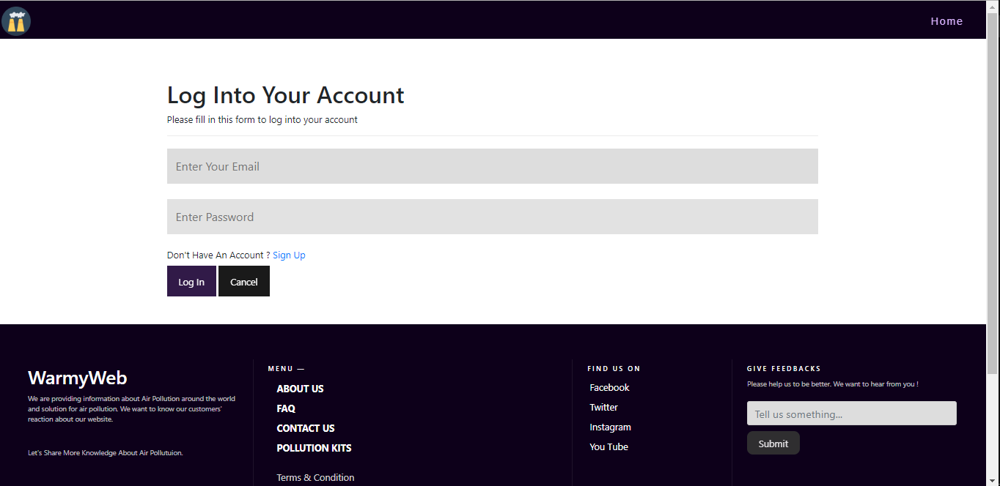 Home
Log Into Your Account
Please fill in this form to log into your account
Enter Your Email
Enter Password
Don't Have An Account ? Sign Up
Log In
Cancel
WarmyWeb
We are providing information about Air Pollution around the world
and solution for air pollution. We want to know our customers'
reaction about our website.
Let's Share More Knowledge About Air Pollutuion.
MENU —
ABOUT US
FAQ
CONTACT US
POLLUTION KITS
Terms & Condition
FIND US ON
Facebook
Twitter
Instagram
You Tube
GIVE FEEDBACKS
Please help us to be better. We want to hear from you !
Tell us something...
Submit